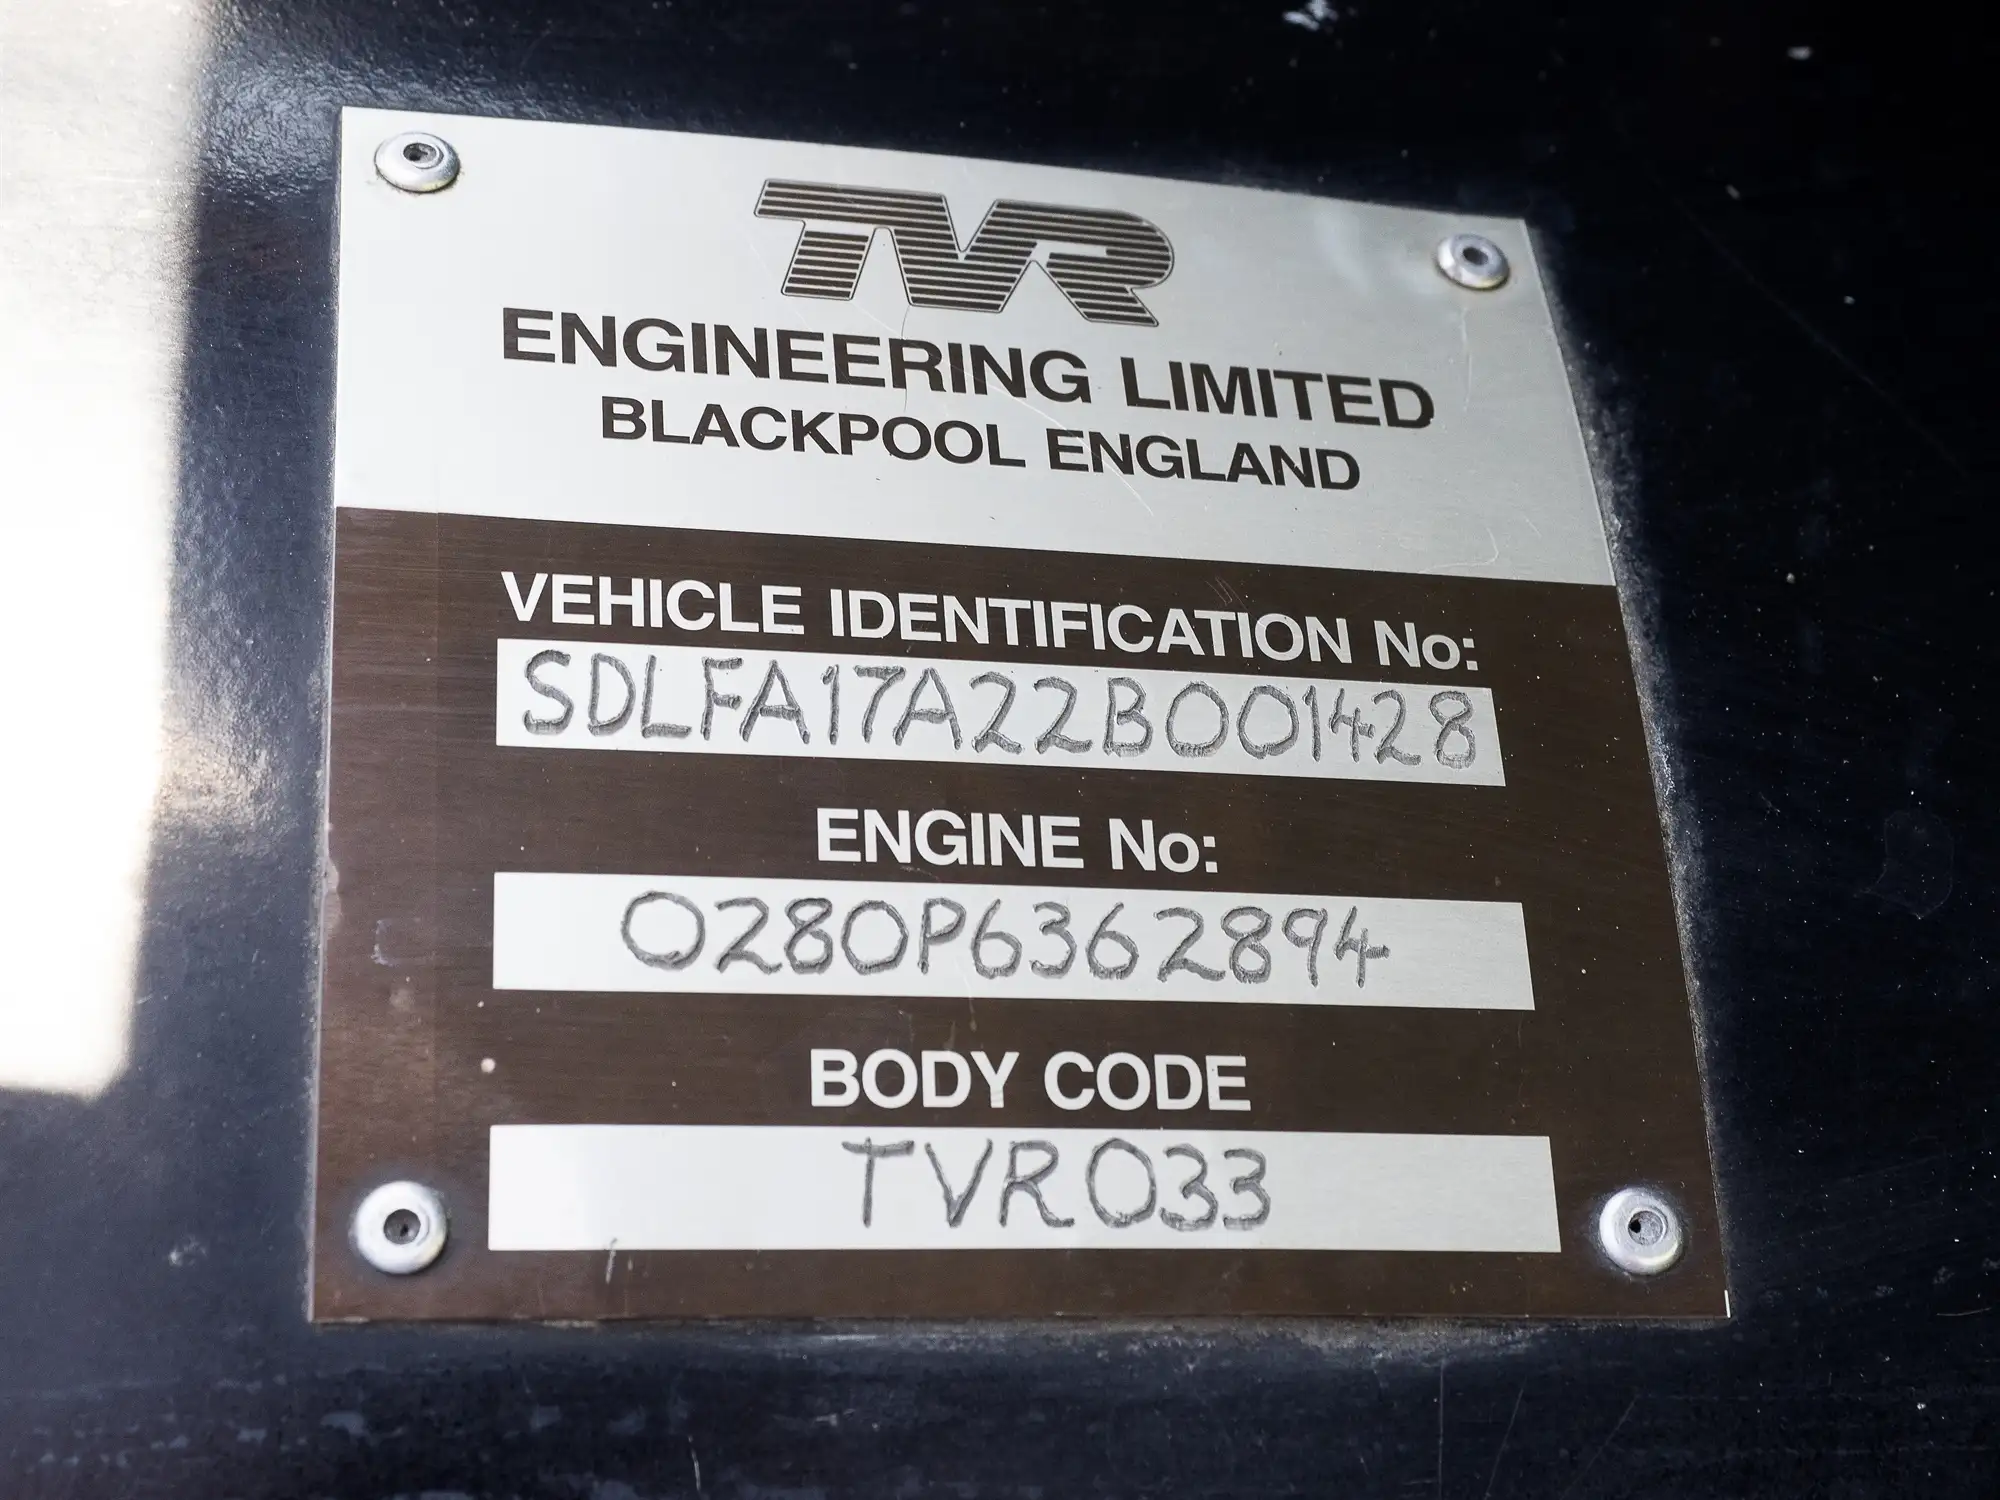 TVR
ENGINEERING LIMITED
BLACKPOOL ENGLAND
VEHICLE IDENTIFICATION No:
SDLFA17A22B001428
ENGINE No:
0280P6362894
BODY CODE
TVR033